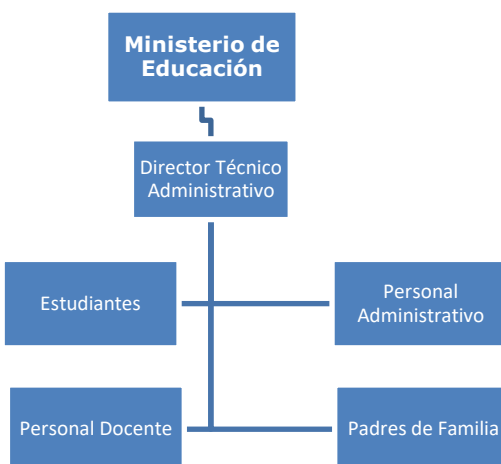 Ministerio de
Educación
Director Técnico
Administrativo
Estudiantes
Personal
Administrativo
Personal Docente
Padres de Familia